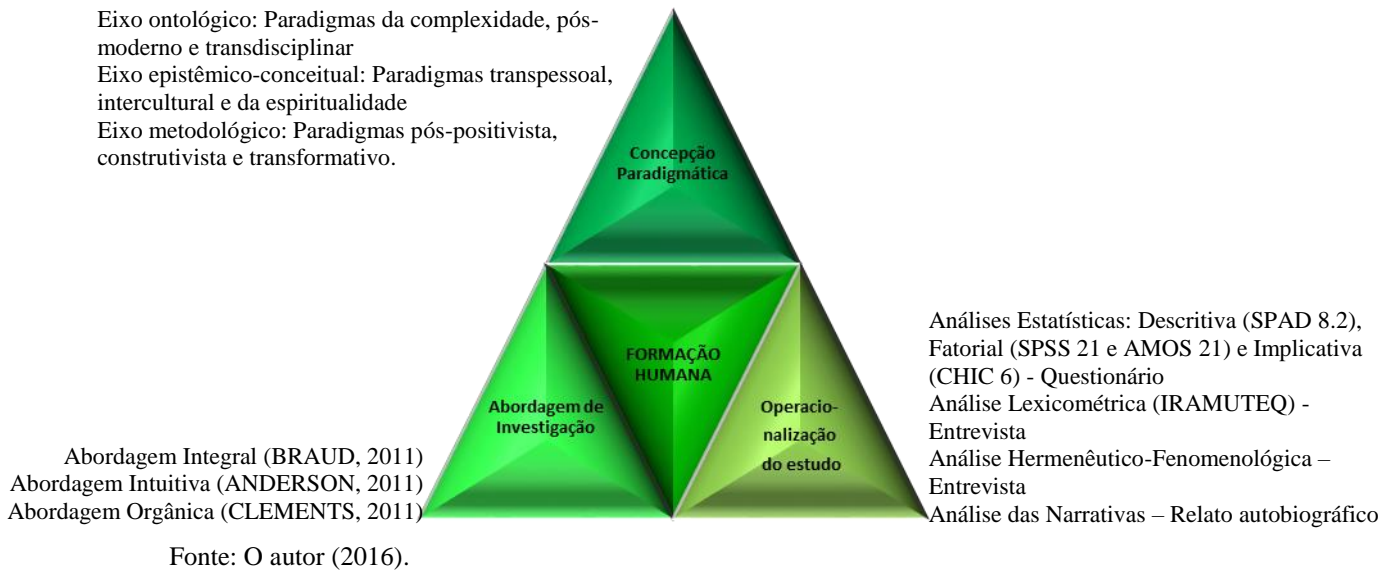 Eixo ontológico: Paradigmas da complexidade, pós-
moderno e transdisciplinar
Eixo epistêmico-conceitual: Paradigmas transpessoal,
intercultural e da espiritualidade
Eixo metodológico: Paradigmas pós-positivista,
construtivista e transformativo.
Concepção
Paradigmática
FORMAÇÃO
HUMANA
Abordagem de
Investigação
Operacio-
nalização
do estudo
Abordagem Integral (BRAUD, 2011)
Abordagem Intuitiva (ANDERSON, 2011)
Abordagem Orgânica (CLEMENTS, 2011)
Análises Estatísticas: Descritiva (SPAD 8.2),
Fatorial (SPSS 21 e AMOS 21) e Implicativa
(CHIC 6) - Questionário
Análise Lexicométrica (IRAMUTEQ) -
Entrevista
Análise Hermenêutico-Fenomenológica –
Entrevista
Análise das Narrativas – Relato autobiográfico
Fonte: O autor (2016).